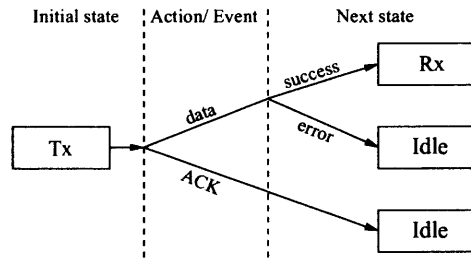 Initial state
Action/ Event
Next state
Tx
data
ACK
success
error
Rx
Idle
Idle